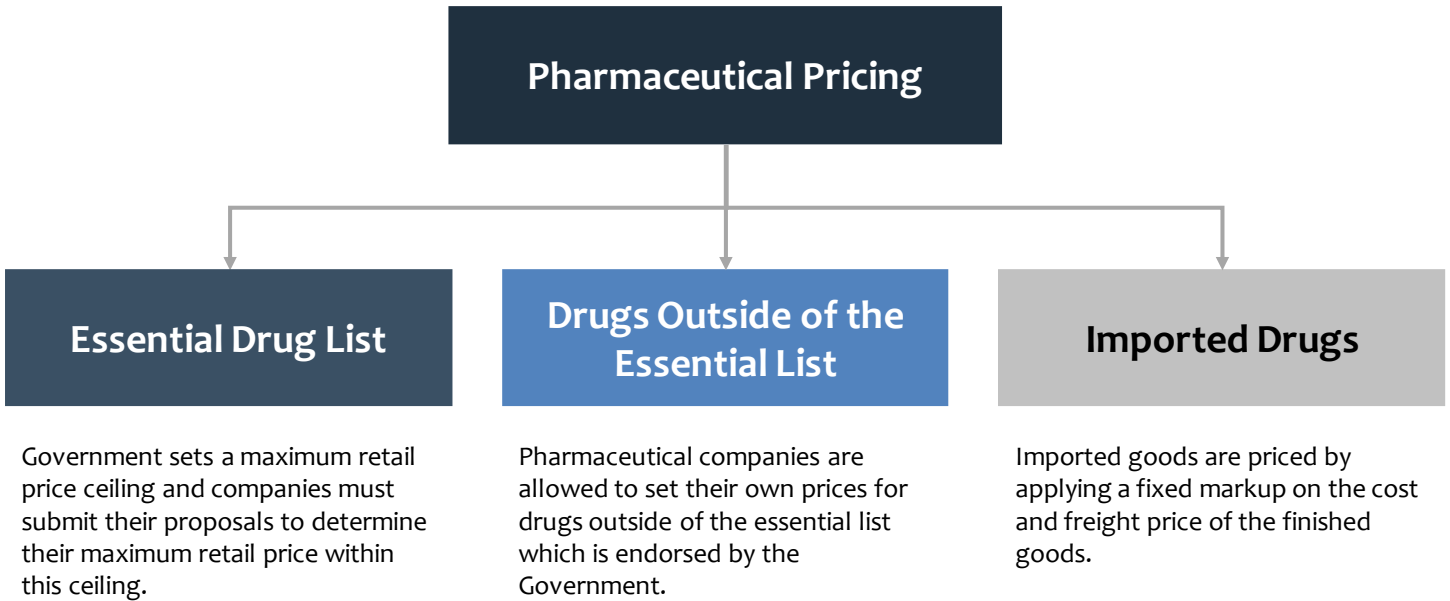 Pharmaceutical Pricing
Essential Drug List
Drugs Outside of the
Essential List
Imported Drugs
Government sets a maximum retail
price ceiling and companies must
submit their proposals to determine
their maximum retail price within
this ceiling.
Pharmaceutical companies are
allowed to set their own prices for
drugs outside of the essential list
which is endorsed by the
Government.
Imported goods are priced by
applying a fixed markup on the cost
and freight price of the finished
goods.